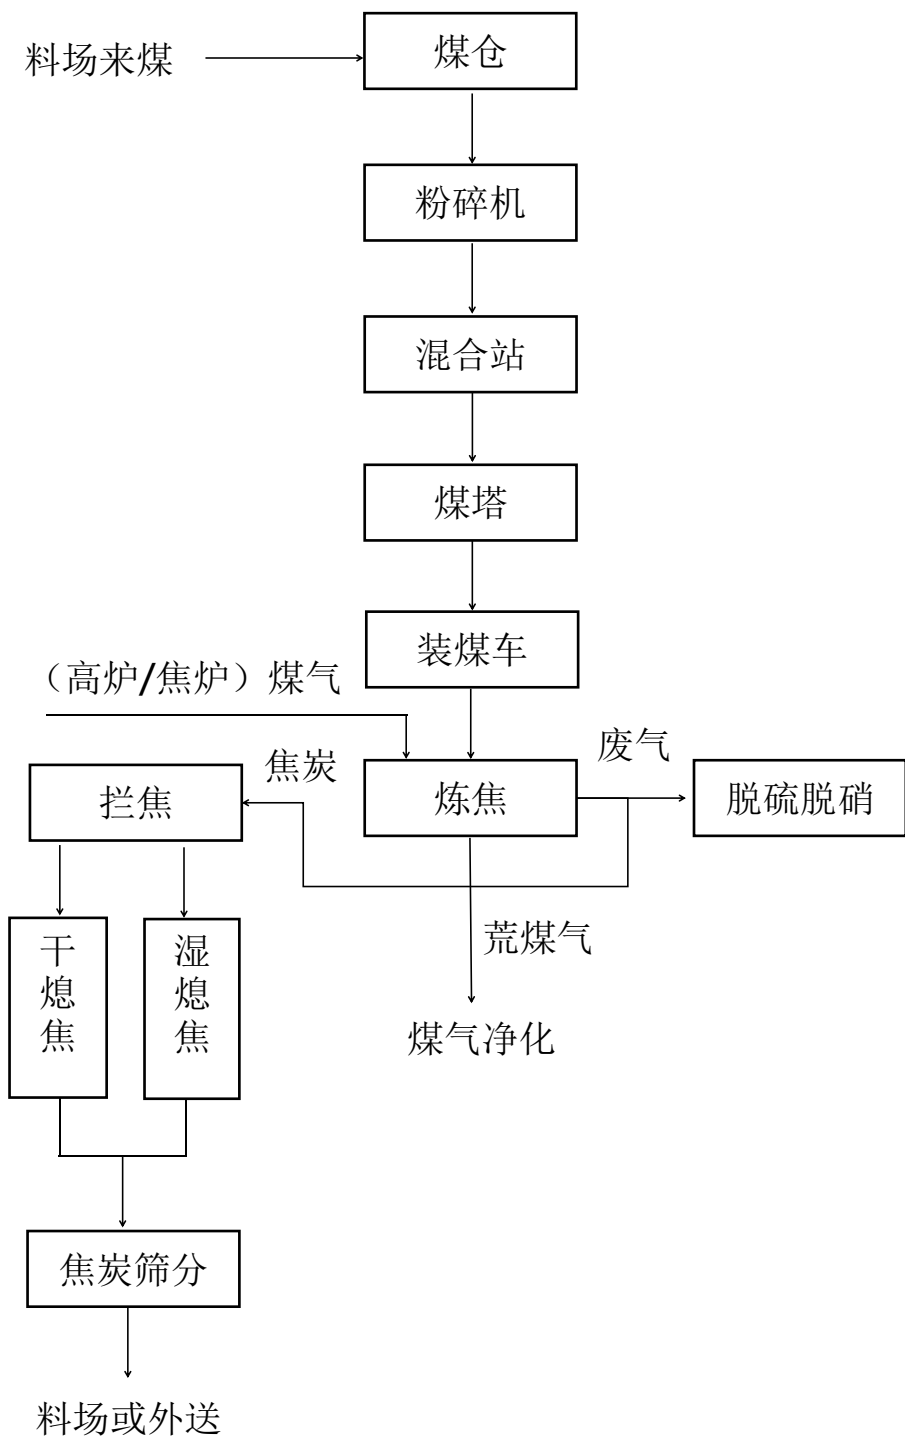 料场来煤
煤仓
粉碎机
混合站
煤塔
装煤车
（高炉/焦炉）煤气
废气
焦炭
拦焦
炼焦
脱硫脱硝
干熄焦
湿熄焦
荒煤气
煤气净化
焦炭筛分
料场或外送